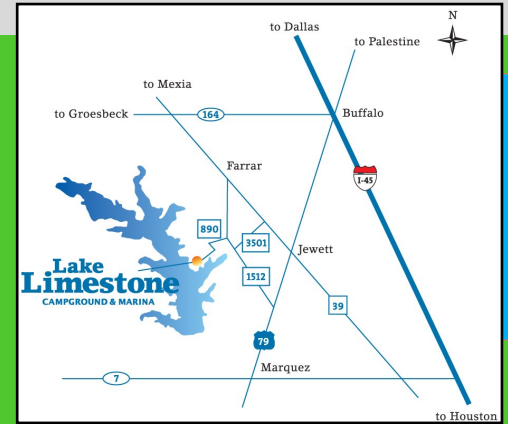 N
to Dallas
to Palestine
to Mexia
to Groesbeck
164
Buffalo
Farrar
I-45
890
3501
Jewett
Lake
Limestone
CAMPGROUND & MARINA
1512
39
79
Marquez
7
to Houston